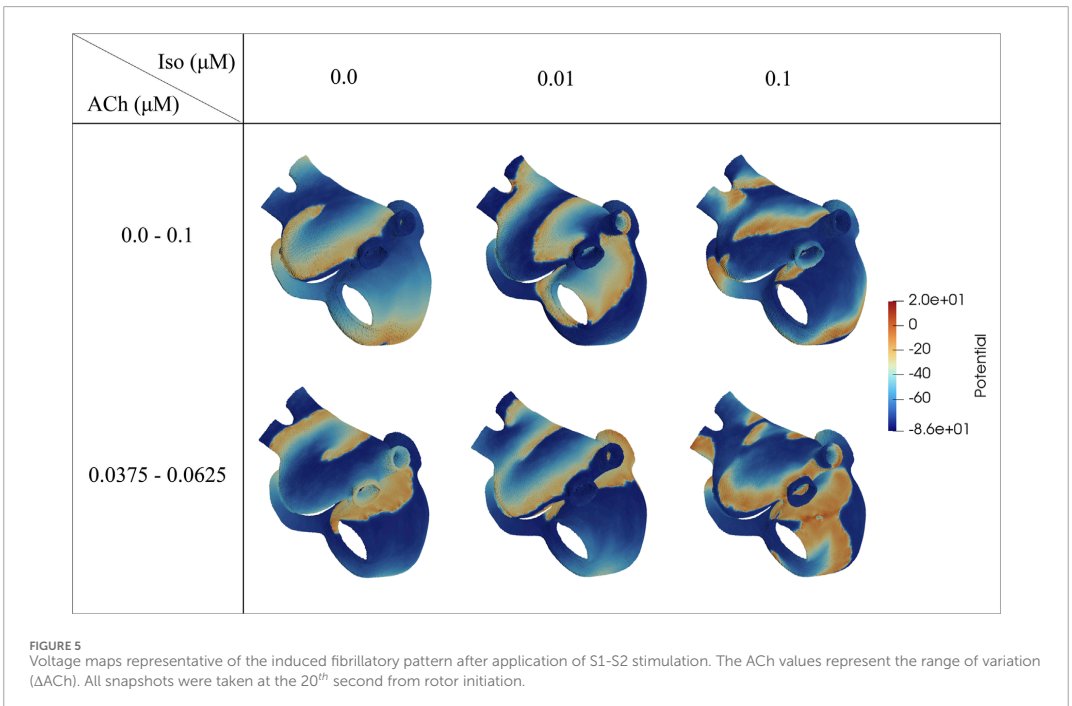 Iso (μM)
ACh (μM)
0.0
0.01
0.1
0.0 - 0.1
0.0375 - 0.0625
2.0e+01
0
-20
-40
-60
-8.6e+01
Potential
FIGURE 5
Voltage maps representative of the induced fibrillatory pattern after application of S1-S2 stimulation. The ACh values represent the range of variation
(ΔACh). All snapshots were taken at the 20th second from rotor initiation.